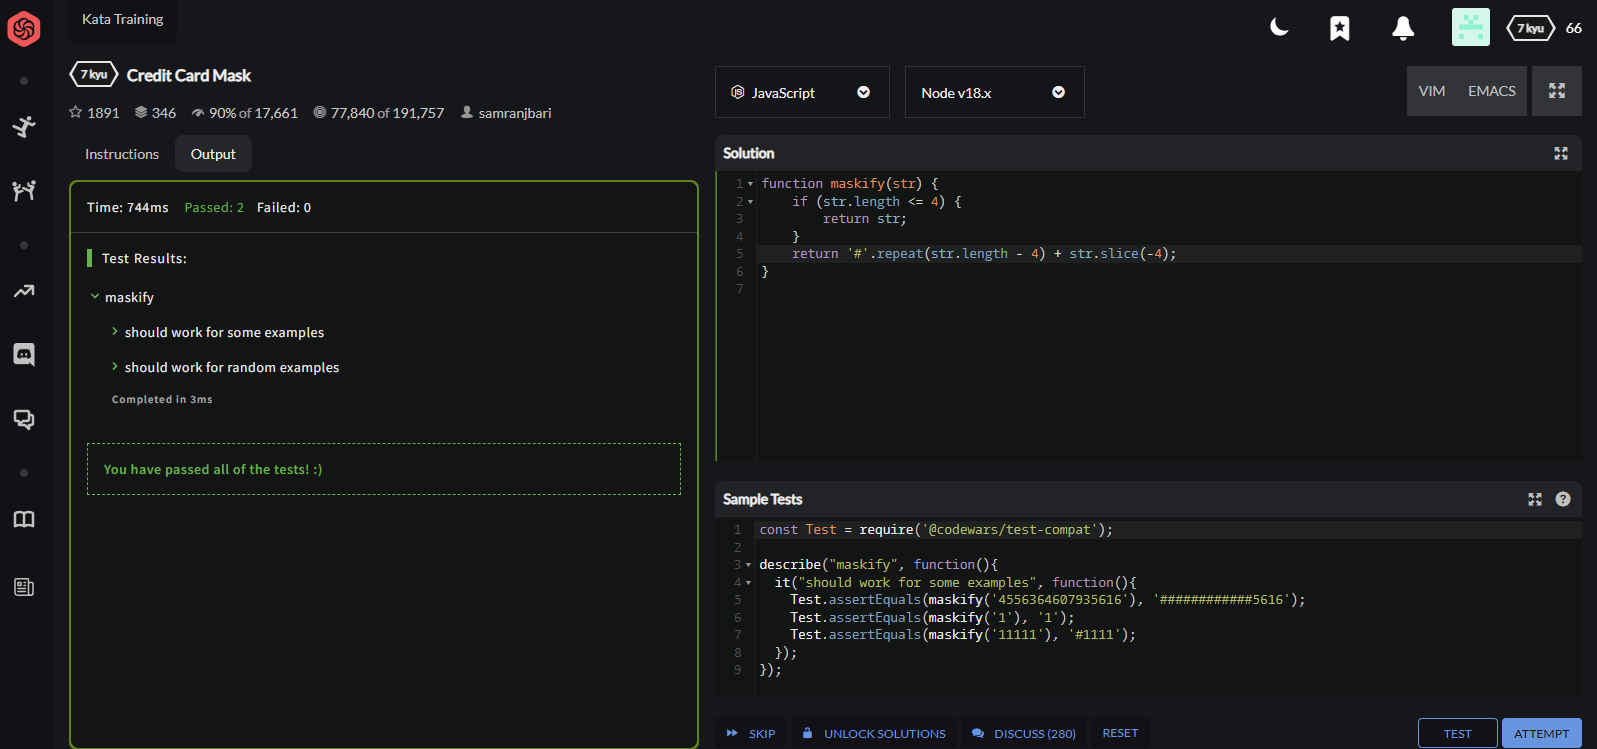 Kata Training
7 kyu 66
7 kyu Credit Card Mask
1891 346 90% of 17,661 77,840 of 191,757 samranjbari
Instructions Output
Time: 744ms Passed: 2 Failed: 0
Test Results:
maskify
should work for some examples
should work for random examples
Completed in 3ms
You have passed all of the tests! :)
JavaScript Node v18.x VIM EMACS
Solution
1 function maskify(str) {
2     if (str.length <= 4) {
3         return str;
4     }
5     return '#'.repeat(str.length - 4) + str.slice(-4);
6 }
7
Sample Tests
1 const Test = require('@codewars/test-compat');
2
3 describe("maskify", function(){
4   it("should work for some examples", function(){
5     Test.assertEquals(maskify('4556364607935616'), '############5616');
6     Test.assertEquals(maskify('1'), '1');
7     Test.assertEquals(maskify('11111'), '#1111');
8   });
9 });
SKIP UNLOCK SOLUTIONS DISCUSS (280) RESET TEST ATTEMPT